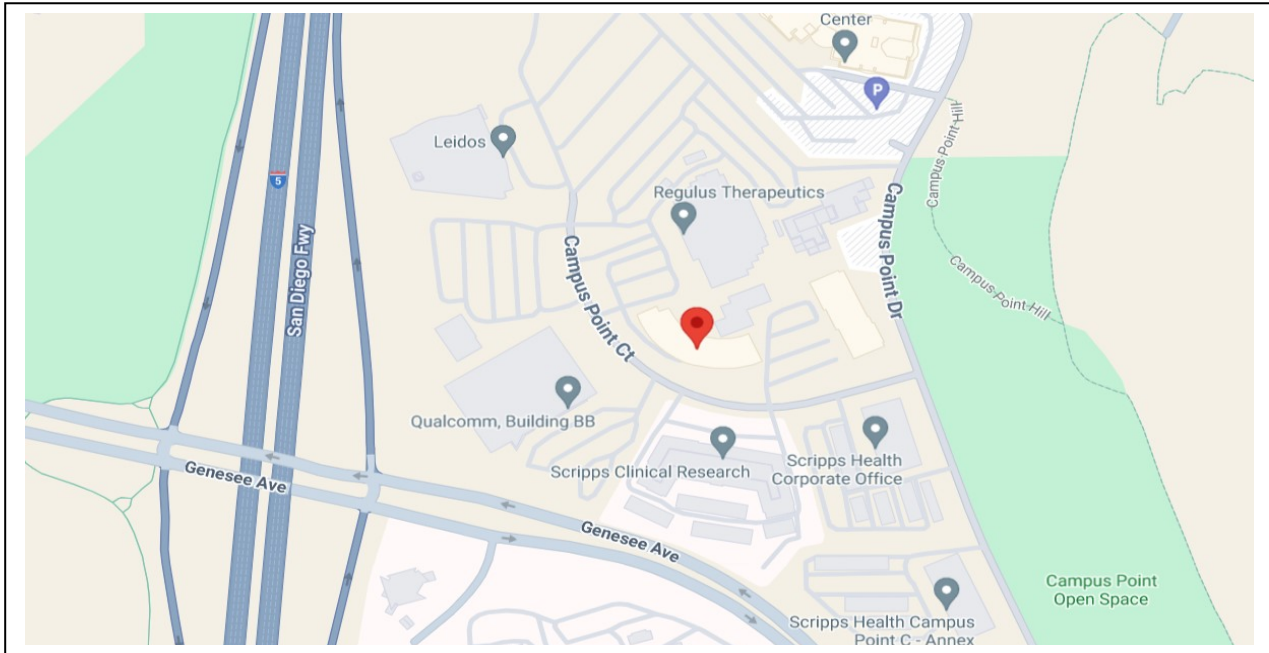 Center
P
Leidos
Campus Point Hill
5
Regulus Therapeutics
Campus Point Dr
San Diego Fwy
Campus Point Ct
Campus Point Hill
Qualcomm, Building BB
Scripps Clinical Research
Scripps Health
Corporate Office
Genesee Ave
Genesee Ave
Campus Point
Open Space
Scripps Health Campus
Point C - Annex